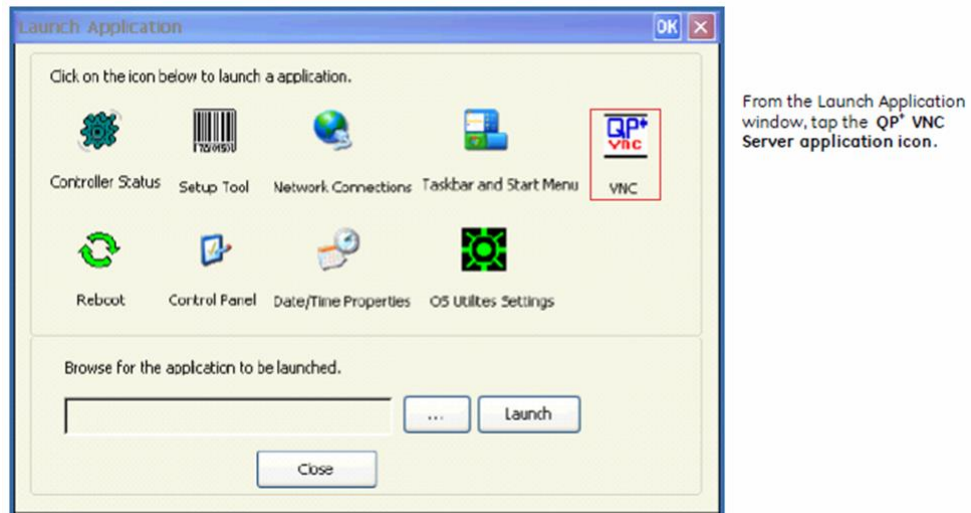 Launch Application
OK
Click on the icon below to launch a application.
QP+
VNC
Controller Status
Setup Tool
Network Connections
Taskbar and Start Menu
VNC
Reboot
Control Panel
Date/Time Properties
OS Utilites Settings
Browse for the application to be launched.
...
Launch
Close
From the Launch Application
window, tap the QP+ VNC
Server application icon.